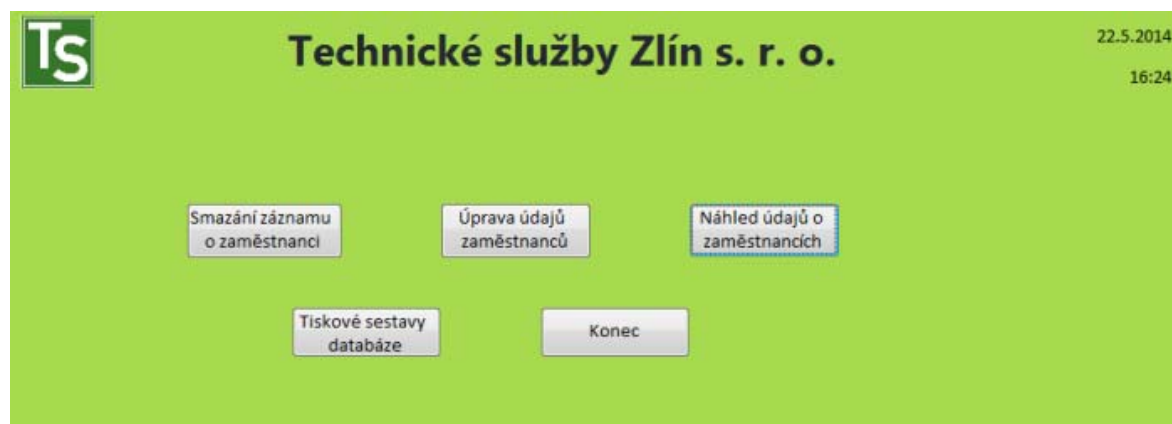 TS
Technické služby Zlín s. r. o.
22.5.2014
16:24
Smazání záznamu
o zaměstnanci
Úprava údajů
zaměstnanců
Náhled údajů o
zaměstnancích
Tiskové sestavy
databáze
Konec